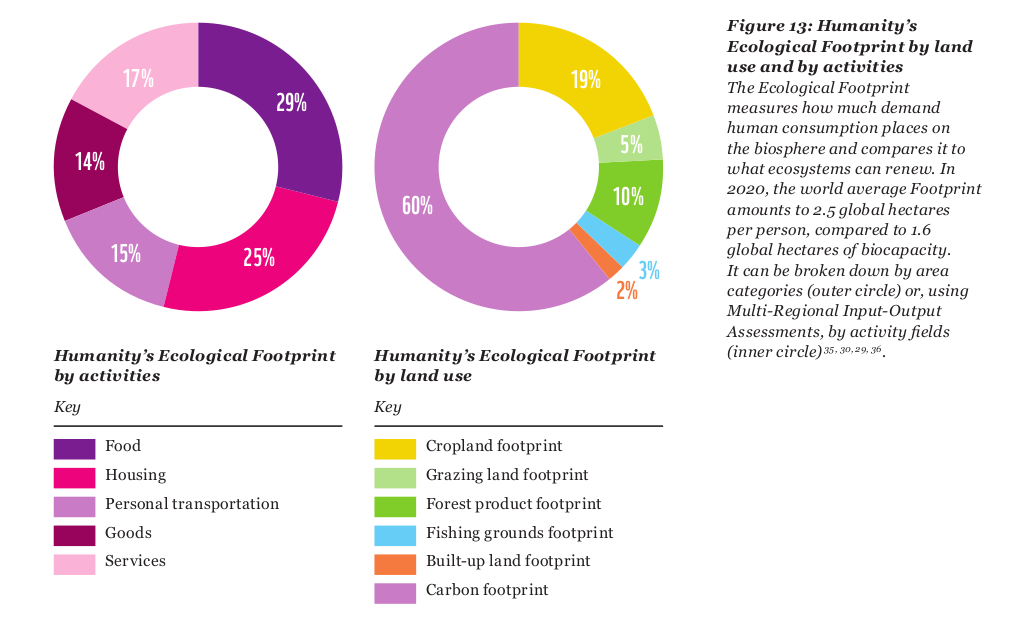 29%
25%
15%
14%
17%
Humanity’s Ecological Footprint
by activities
Key
Food
Housing
Personal transportation
Goods
Services
19%
5%
10%
3%
2%
60%
Humanity’s Ecological Footprint
by land use
Key
Cropland footprint
Grazing land footprint
Forest product footprint
Fishing grounds footprint
Built-up land footprint
Carbon footprint
Figure 13: Humanity’s
Ecological Footprint by land
use and by activities
The Ecological Footprint
measures how much demand
human consumption places on
the biosphere and compares it to
what ecosystems can renew. In
2020, the world average Footprint
amounts to 2.5 global hectares
per person, compared to 1.6
global hectares of biocapacity.
It can be broken down by area
categories (outer circle) or, using
Multi-Regional Input-Output
Assessments, by activity fields
(inner circle)35, 30, 29, 36.